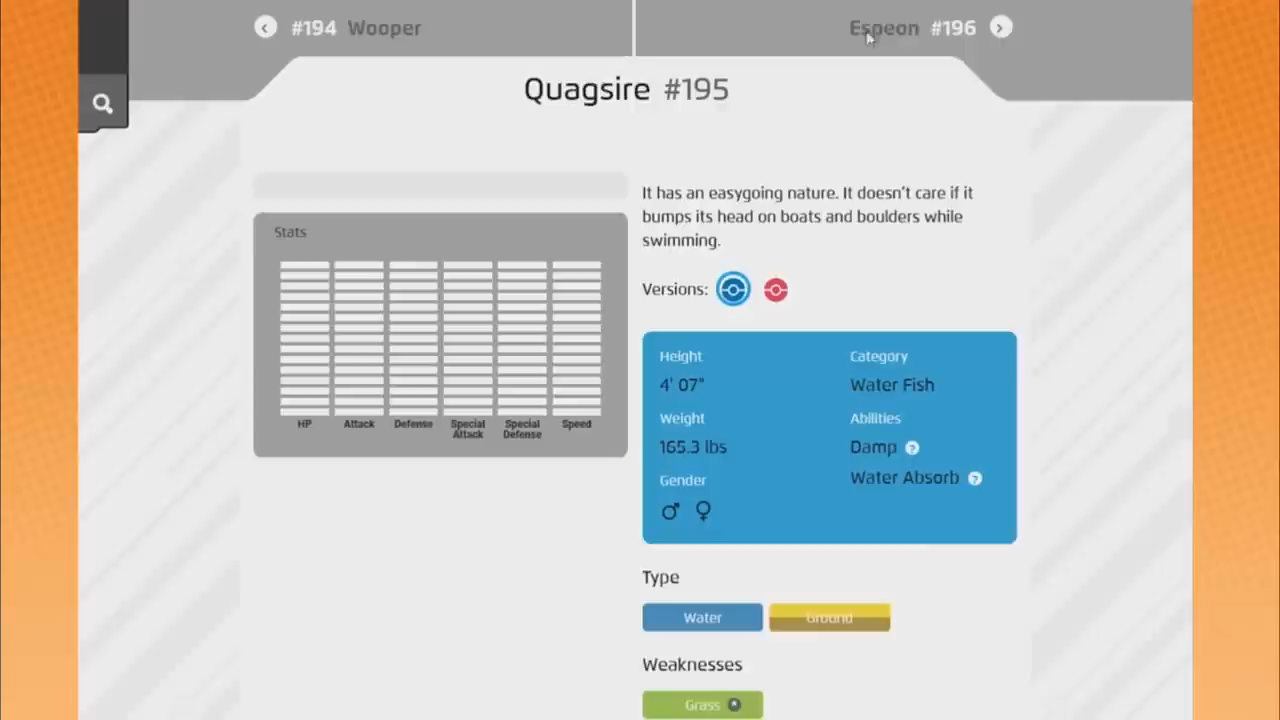 #194 Wooper
Espeon #196
Quagsire #195
It has an easygoing nature. It doesn't care if it
bumps its head on boats and boulders while
swimming.
Versions:
Stats
HP
Attack
Defense
Special
Attack
Special
Defense
Speed
Height
4' 07"
Weight
165.3 lbs
Gender
Category
Water Fish
Abilities
Damp ?
Water Absorb ?
Type
Water
Ground
Weaknesses
Grass *